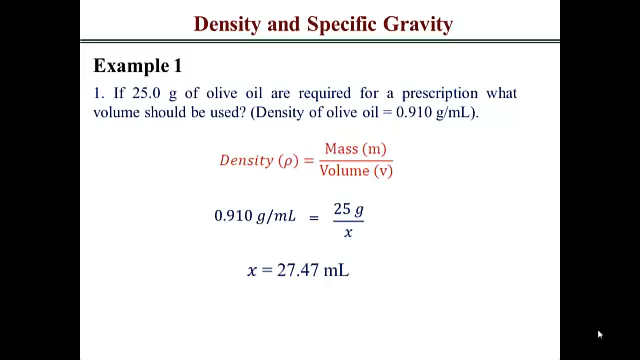 Density and Specific Gravity
Example 1
1. If 25.0 g of olive oil are required for a prescription what
volume should be used? (Density of olive oil = 0.910 g/mL).
Density (ρ) = Mass (m) / Volume (v)
0.910 g/mL = 25 g / x
x = 27.47 mL